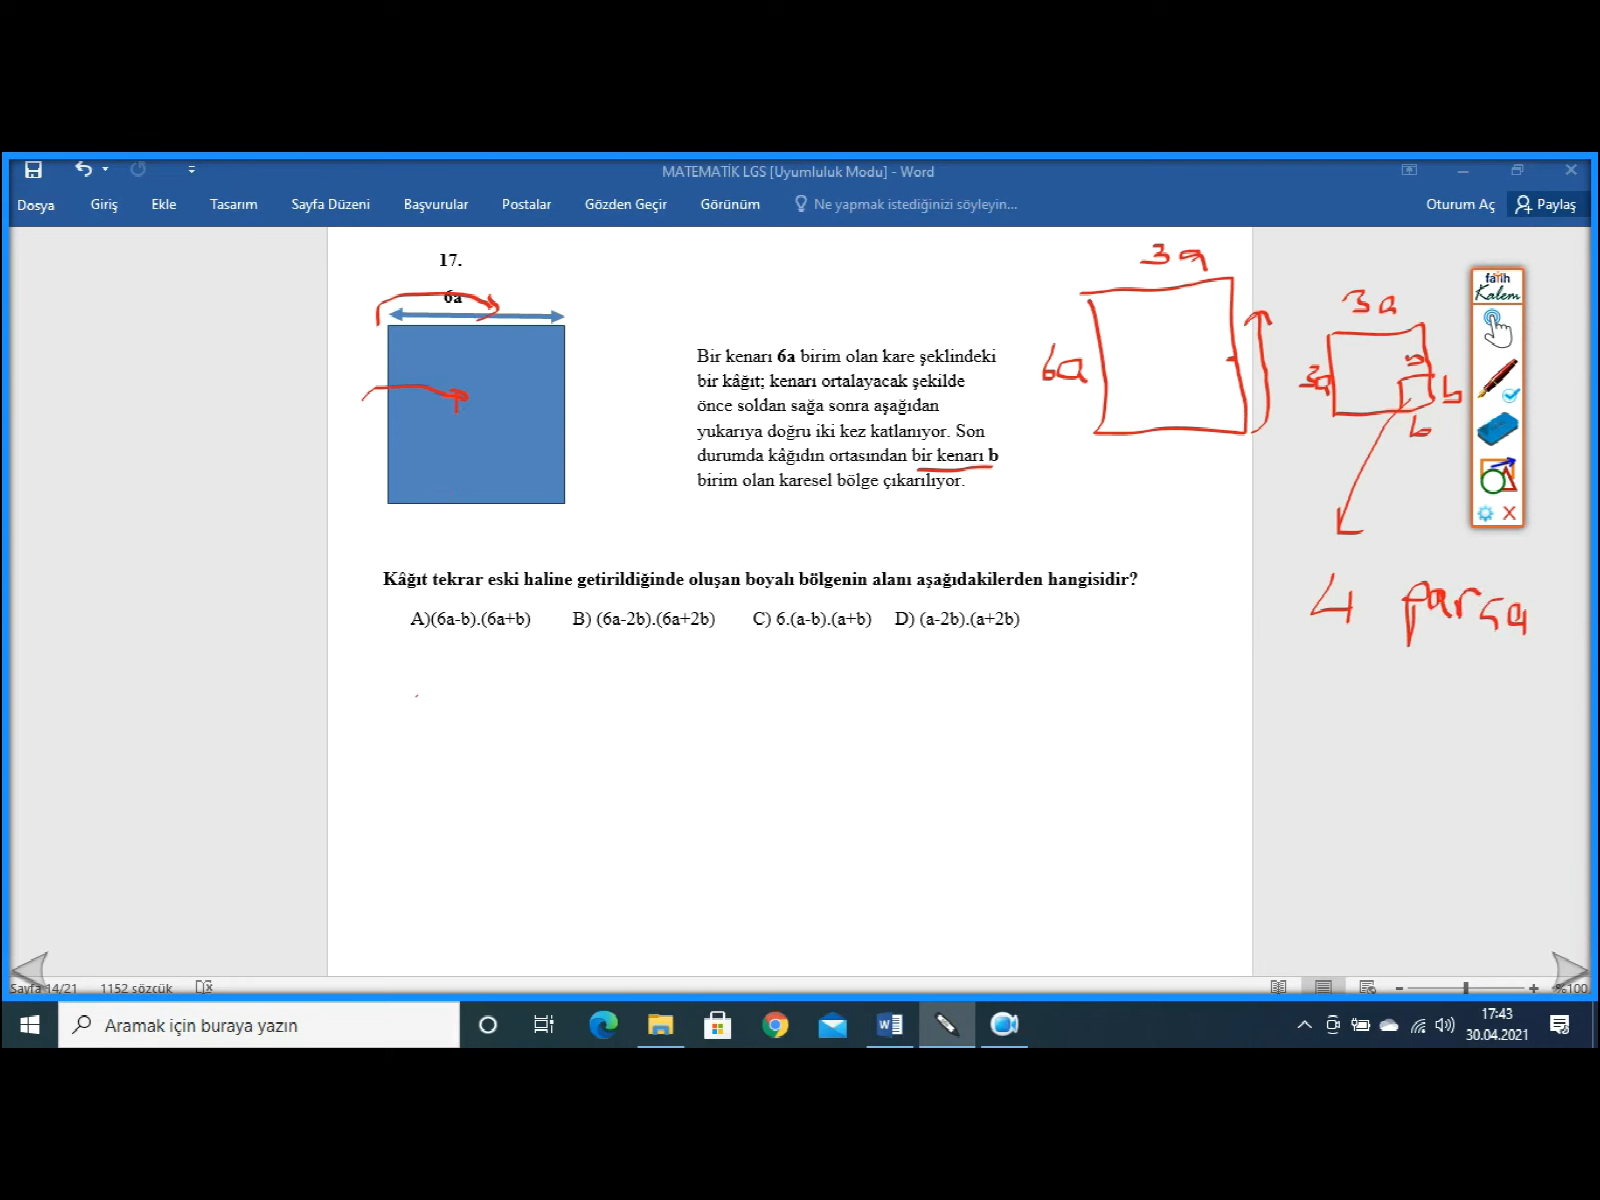 MATEMATİK LGS [Uyumluluk Modu] - Word
Dosya Giriş Ekle Tasarım Sayfa Düzeni Başvurular Postalar Gözden Geçir Görünüm Ne yapmak istediğinizi söyleyin... Oturum Aç Paylaş
17.
6a
3a
6a
3a
3a
b
b
fatih
Kalem
Bir kenarı 6a birim olan kare şeklindeki
bir kâğıt; kenarı ortalayacak şekilde
önce soldan sağa sonra aşağıdan
yukarıya doğru iki kez katlanıyor. Son
durumda kâğıdın ortasından bir kenarı b
birim olan karesel bölge çıkarılıyor.
4 parça
Kâğıt tekrar eski haline getirildiğinde oluşan boyalı bölgenin alanı aşağıdakilerden hangisidir?
A)(6a-b).(6a+b) B) (6a-2b).(6a+2b) C) 6.(a-b).(a+b) D) (a-2b).(a+2b)
Sayfa 14/21 1152 sözcük %100
Aramak için buraya yazın
17:43
30.04.2021